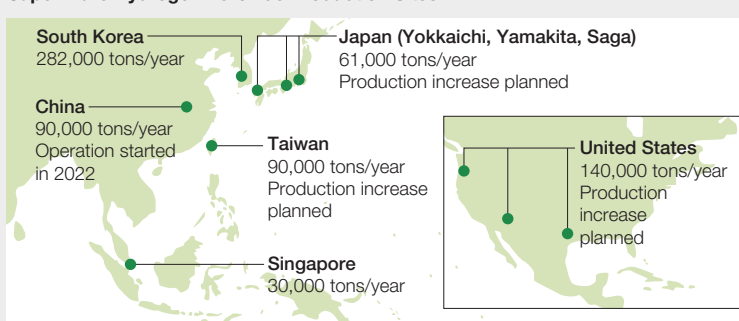 South Korea
282,000 tons/year
Japan (Yokkaichi, Yamakita, Saga)
61,000 tons/year
Production increase planned
China
90,000 tons/year
Operation started
in 2022
Taiwan
90,000 tons/year
Production increase
planned
Singapore
30,000 tons/year
United States
140,000 tons/year
Production
increase
planned